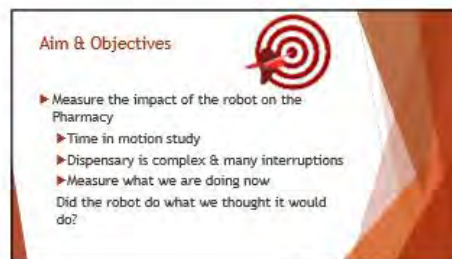 Aim & Objectives
▶Measure the impact of the robot on the
Pharmacy
▶Time in motion study
▶Dispensary is complex & many interruptions
▶Measure what we are doing now
Did the robot do what we thought it would
do?